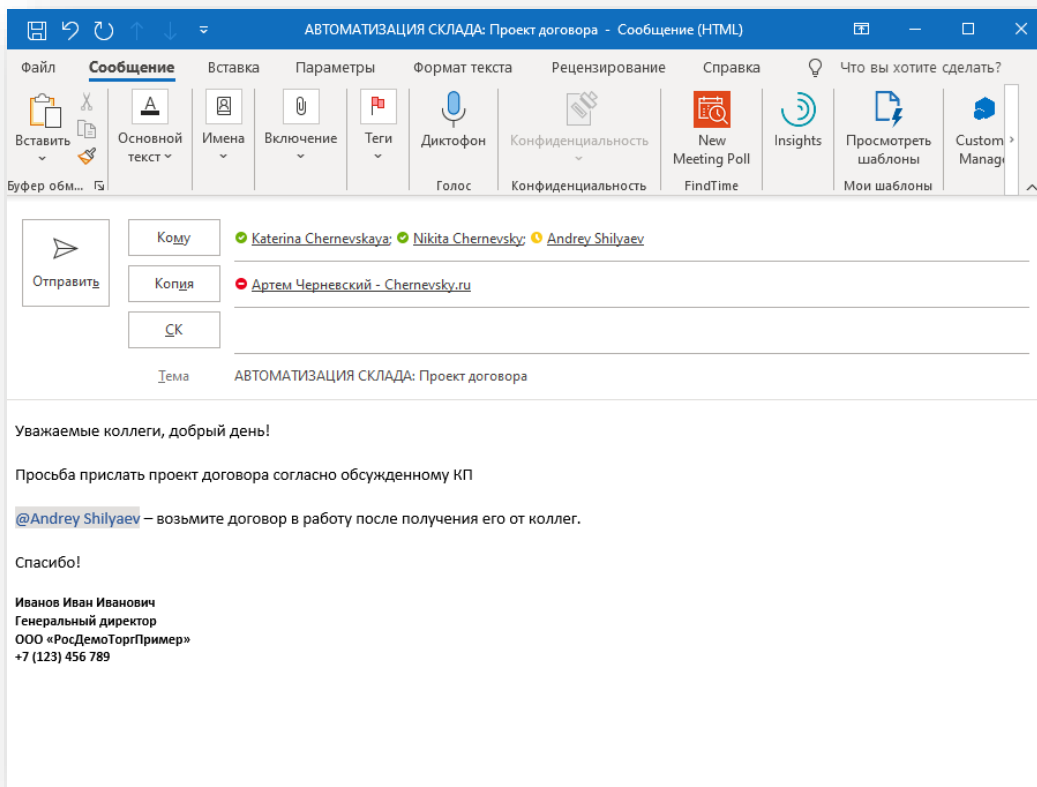 АВТОМАТИЗАЦИЯ СКЛАДА: Проект договора - Сообщение (HTML)
Файл Сообщение Вставка Параметры Формат текста Рецензирование Справка Что вы хотите сделать?
Вставить
Основной текст
Имена
Включение
Теги
Диктофон
Конфиденциальность
New Meeting Poll
Insights
Просмотреть шаблоны
Custom Manag
Буфер обм... Голос Конфиденциальность FindTime Мои шаблоны
Отправить
Кому Katerina Chernevskaya; Nikita Chernevsky; Andrey Shilyaev
Копия Артем Черневский - Chernevsky.ru
СК
Тема АВТОМАТИЗАЦИЯ СКЛАДА: Проект договора
Уважаемые коллеги, добрый день!
Просьба прислать проект договора согласно обсужденному КП
@Andrey Shilyaev – возьмите договор в работу после получения его от коллег.
Спасибо!
Иванов Иван Иванович
Генеральный директор
ООО «РосДемоТоргПример»
+7 (123) 456 789